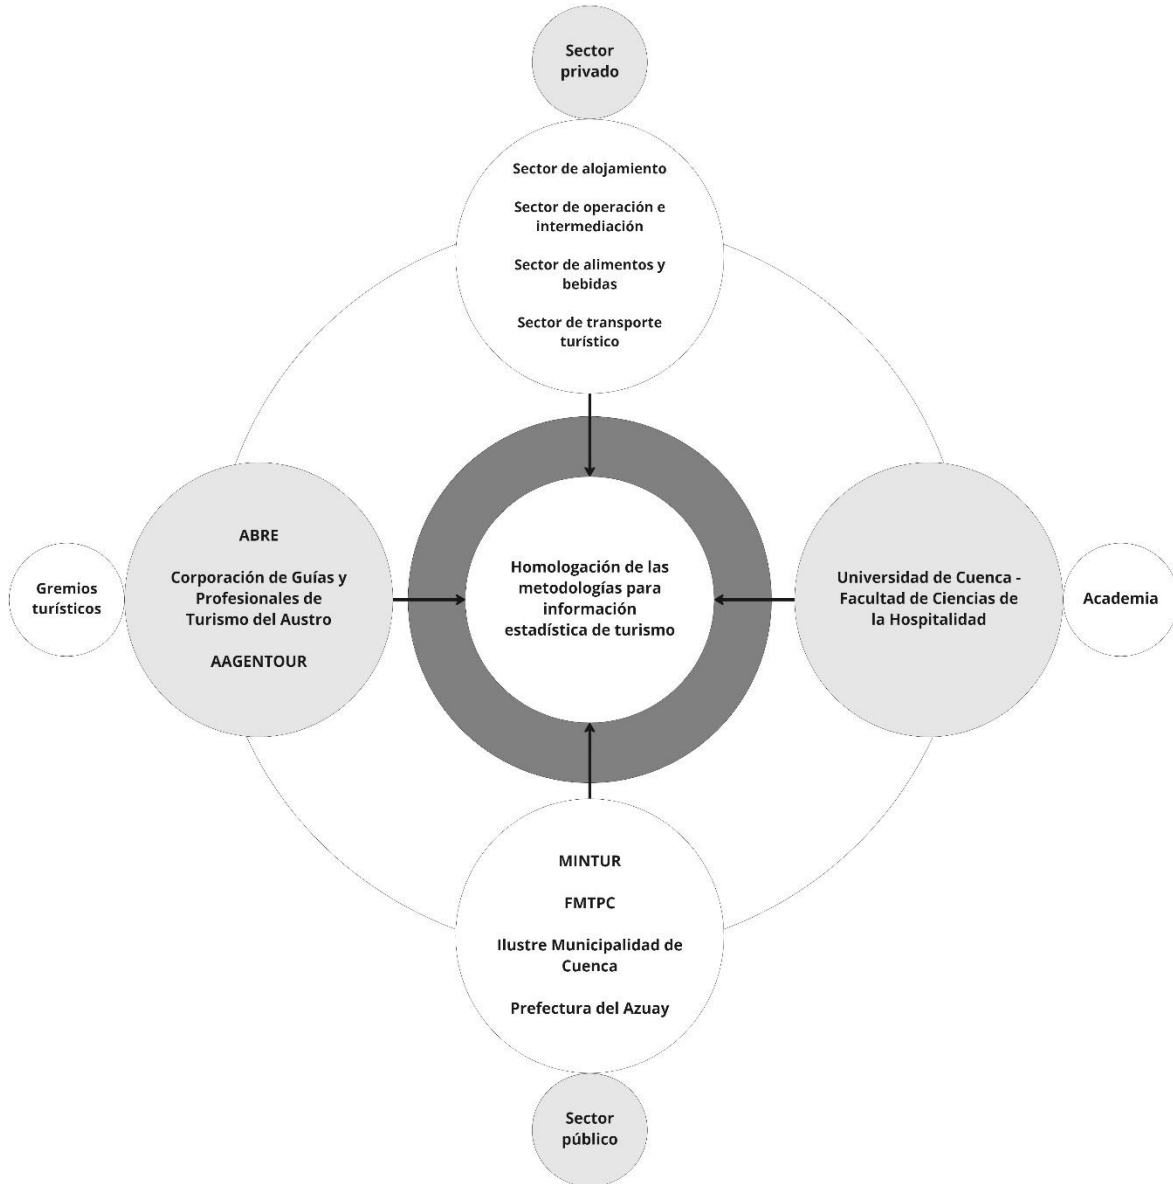 Sector
privado
Sector de alojamiento
Sector de operación e
intermediación
Sector de alimentos y
bebidas
Sector de transporte
turístico
Gremios
turísticos
ABRE
Corporación de Guías y
Profesionales de
Turismo del Austro
AAGENTOUR
Homologación de las
metodologías para
información
estadística de turismo
Universidad de Cuenca -
Facultad de Ciencias de
la Hospitalidad
Academia
MINTUR
FMTPC
Ilustre Municipalidad de
Cuenca
Prefectura del Azuay
Sector
público